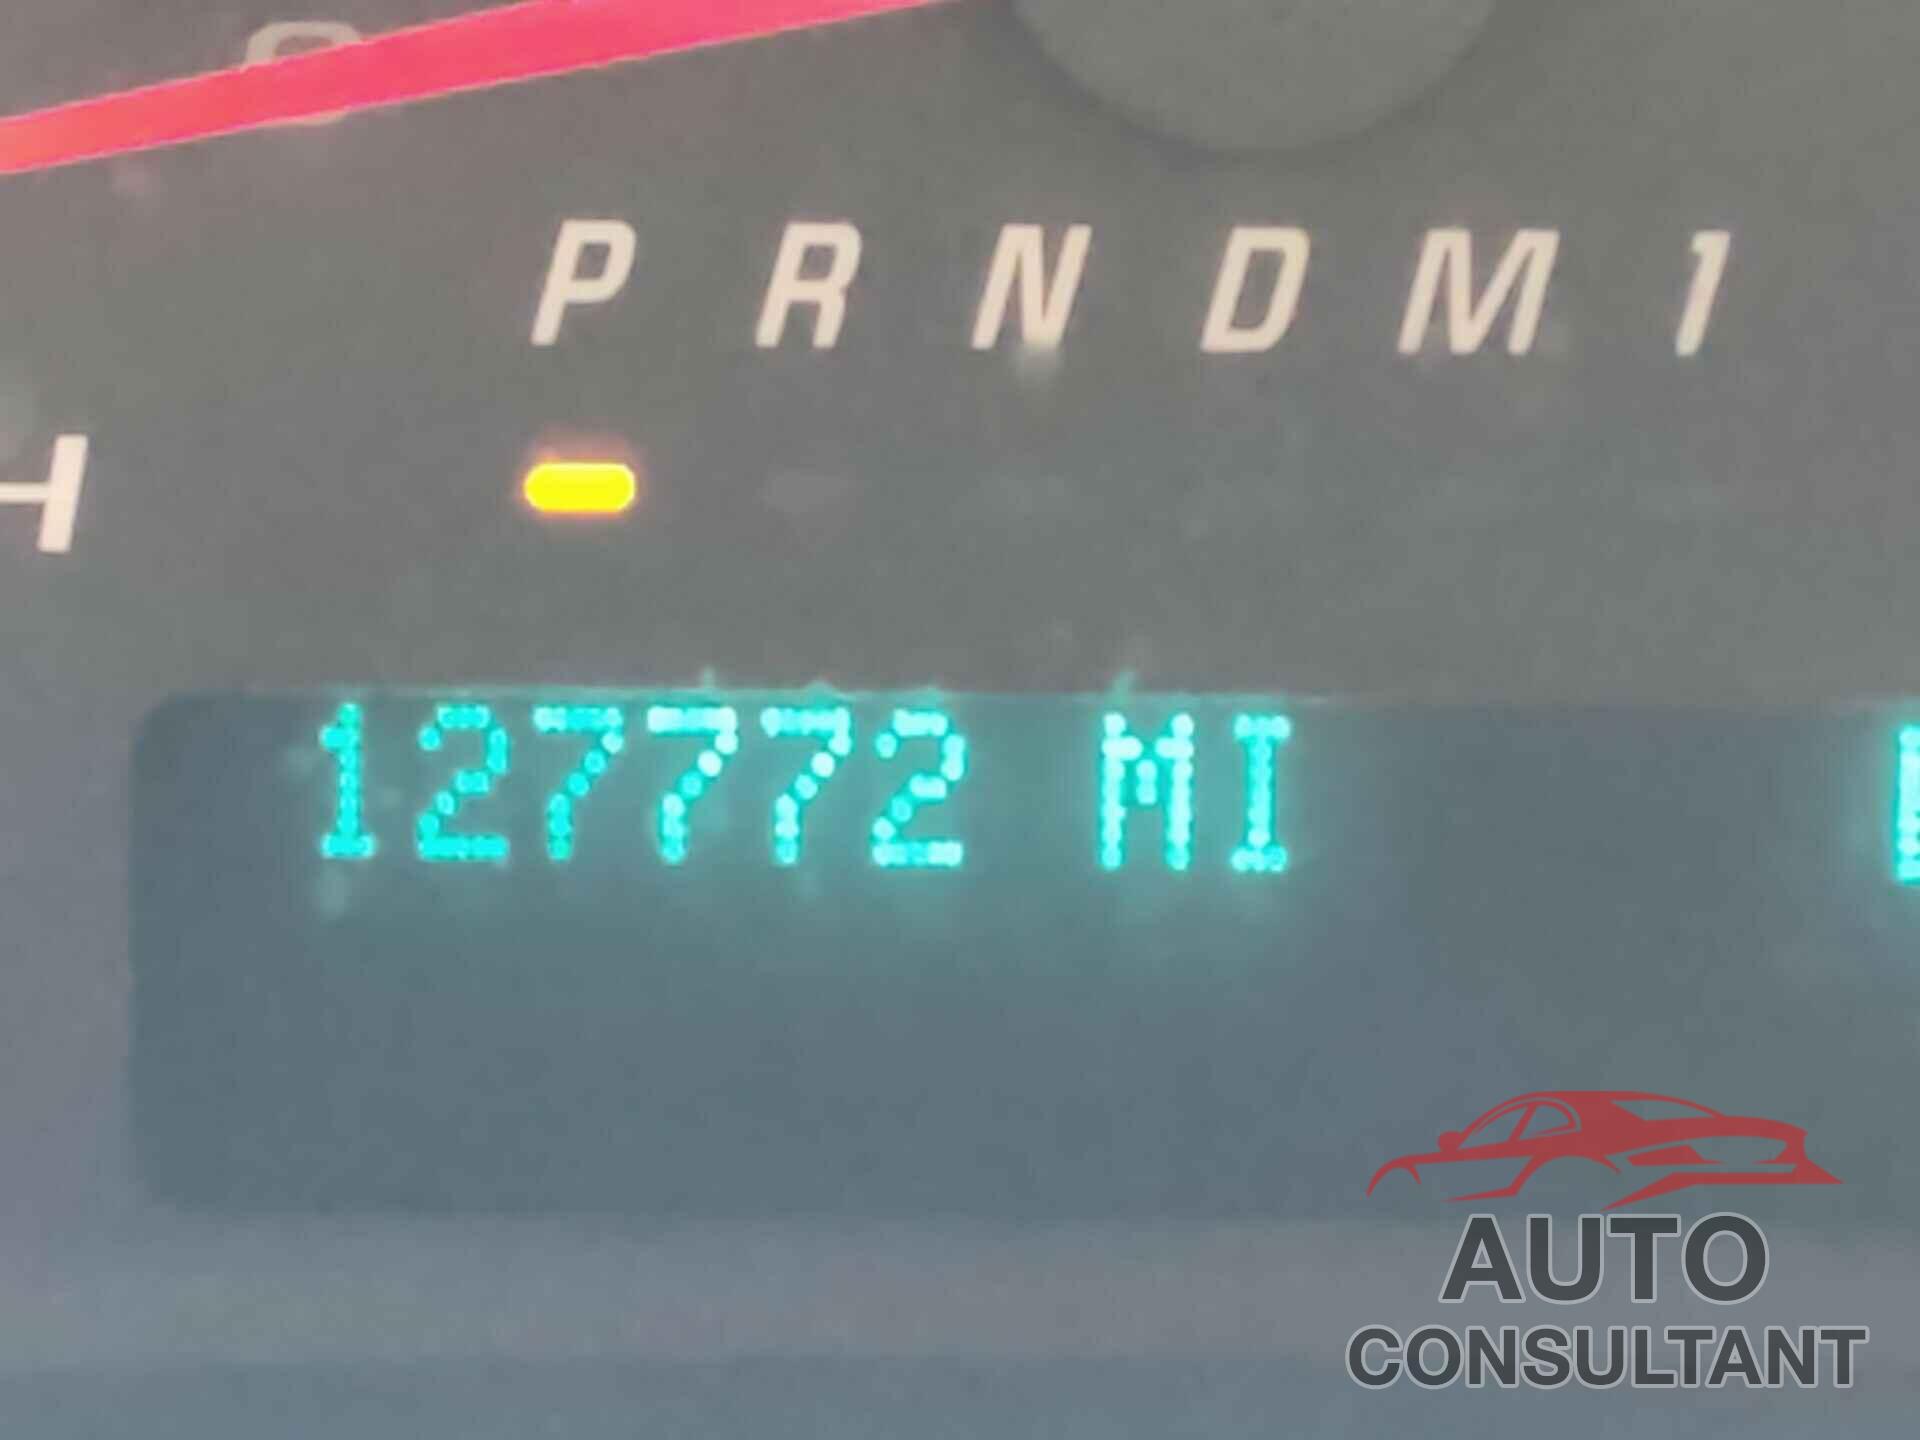 P R N D M 1
H
127772 MI
AUTO
CONSULTANT